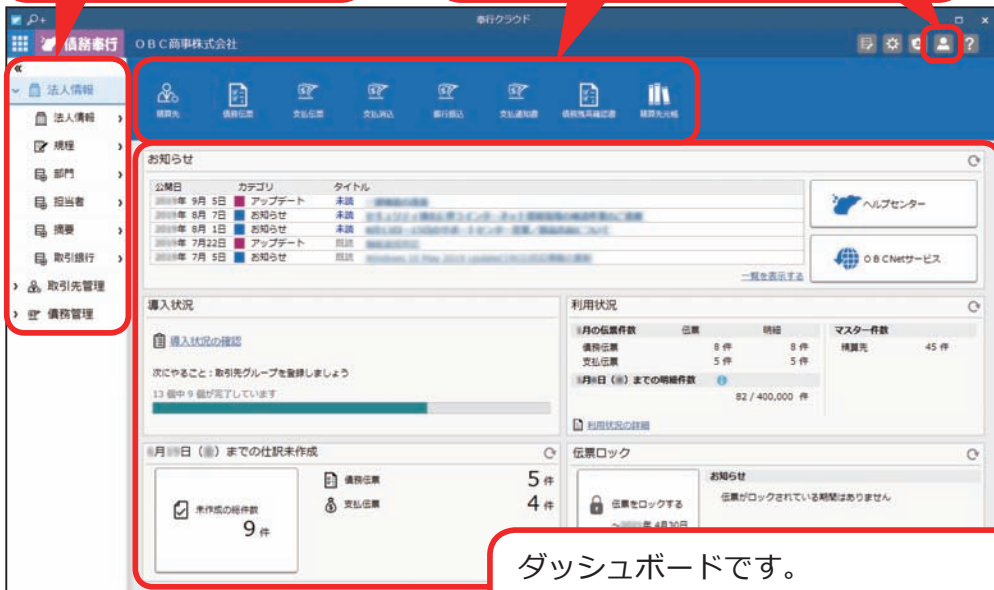 奉行クラウド
債務奉行 OBC商事株式会社
法人情報
法人情報
規程
部門
担当者
摘要
取引銀行
取引先管理
債務管理
精算先 債務伝票 支払伝票 支払消込 銀行振込 支払通知書 債務残高確認書 精算先元帳
お知らせ
公開日 カテゴリ タイトル
年 9月 5日 アップデート 未読
年 8月 7日 お知らせ 未読
年 8月 1日 お知らせ 未読
年 7月22日 アップデート 既読
年 7月 5日 お知らせ 既読
一覧を表示する
ヘルプセンター
OBCNetサービス
導入状況
導入状況の確認
次にやること:取引先グループを登録しましょう
13 個中 9 個が完了しています
利用状況
月の伝票件数 伝票 明細 マスター件数
債務伝票 8 件 8 件 精算先 45 件
支払伝票 5 件 5 件
月 日( )までの明細件数
82 / 400,000 件
利用状況の詳細
月 日( )までの仕訳未作成
未作成の総件数
9 件
債務伝票 5 件
支払伝票 4 件
伝票ロック
伝票をロックする
~ 年 4月30日
お知らせ
伝票がロックされている期間はありません
ダッシュボードです。